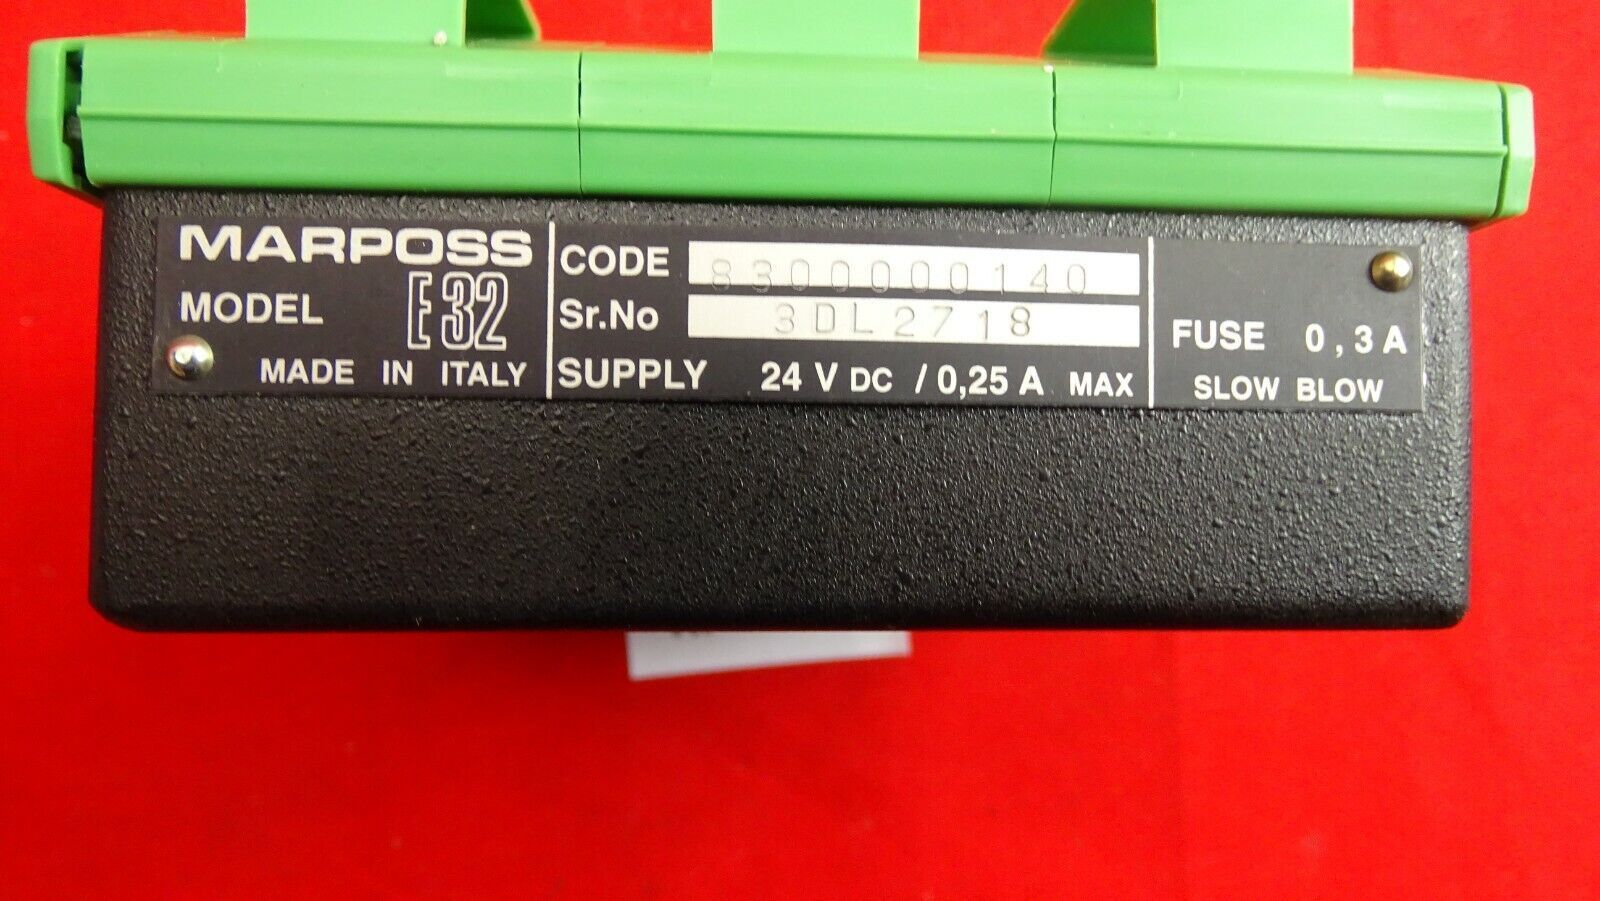 MARPOSS
MODEL E32
MADE IN ITALY
CODE 8300000140
Sr.No 3DL2718
SUPPLY 24 V DC / 0,25 A MAX
FUSE 0,3 A
SLOW BLOW